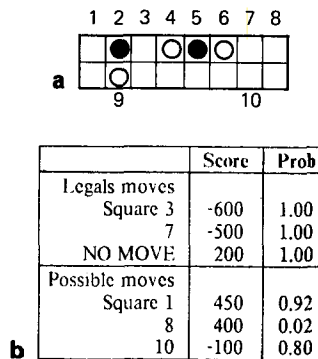 1 2 3 4 5 6 7 8
a
9 10
Score Prob
Legals moves
Square 3 -600 1.00
7 -500 1.00
NO MOVE 200 1.00
Possible moves
Square 1 450 0.92
8 400 0.02
b 10 -100 0.80